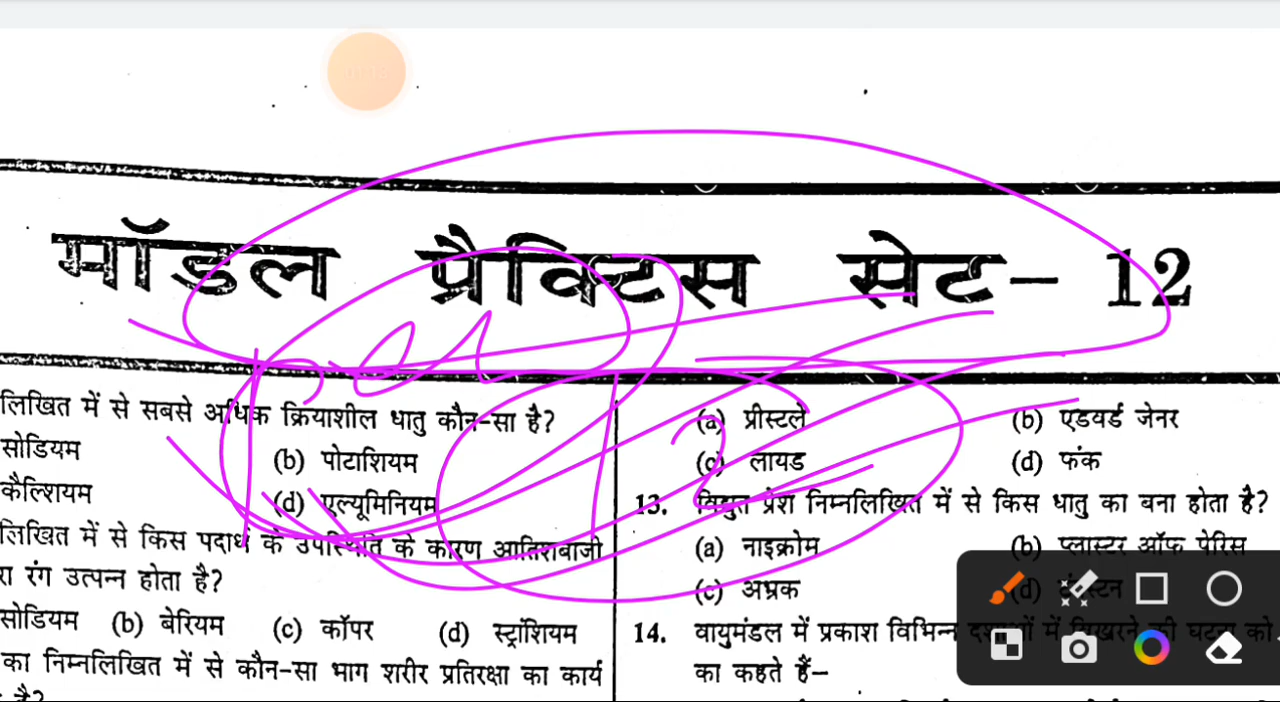 मॉडल प्रैक्टिस सेट- 12
लिखित में से सबसे अधिक क्रियाशील धातु कौन-सा है?
सोडियम (b) पोटाशियम
कैल्शियम (d) एल्यूमिनियम
लिखित में से किस पदार्थ के उपस्थिति के कारण आतिशबाजी
रा रंग उत्पन्न होता है?
सोडियम (b) बेरियम (c) कॉपर (d) स्ट्रांशियम
का निम्नलिखित में से कौन-सा भाग शरीर प्रतिरक्षा का कार्य
है?
(a) प्रीस्टले (b) एडवर्ड जेनर
(c) लायड (d) फंक
13. विद्युत प्रेश निम्नलिखित में से किस धातु का बना होता है?
(a) नाइक्रोम (b) प्लास्टर ऑफ पेरिस
(c) अभ्रक (d)
14. वायुमंडल में प्रकाश विभिन्न में की घटना को
का कहते हैं–
12